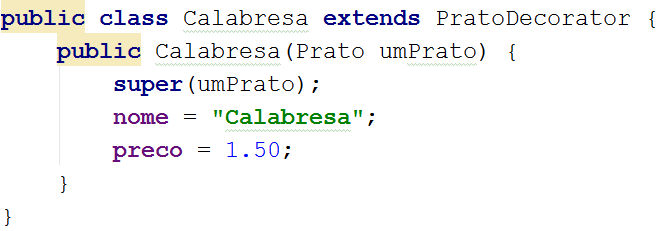 public class Calabresa extends PratoDecorator {
public Calabresa(Prato umPrato) {
super(umPrato);
nome = "Calabresa";
preco = 1.50;
}
}